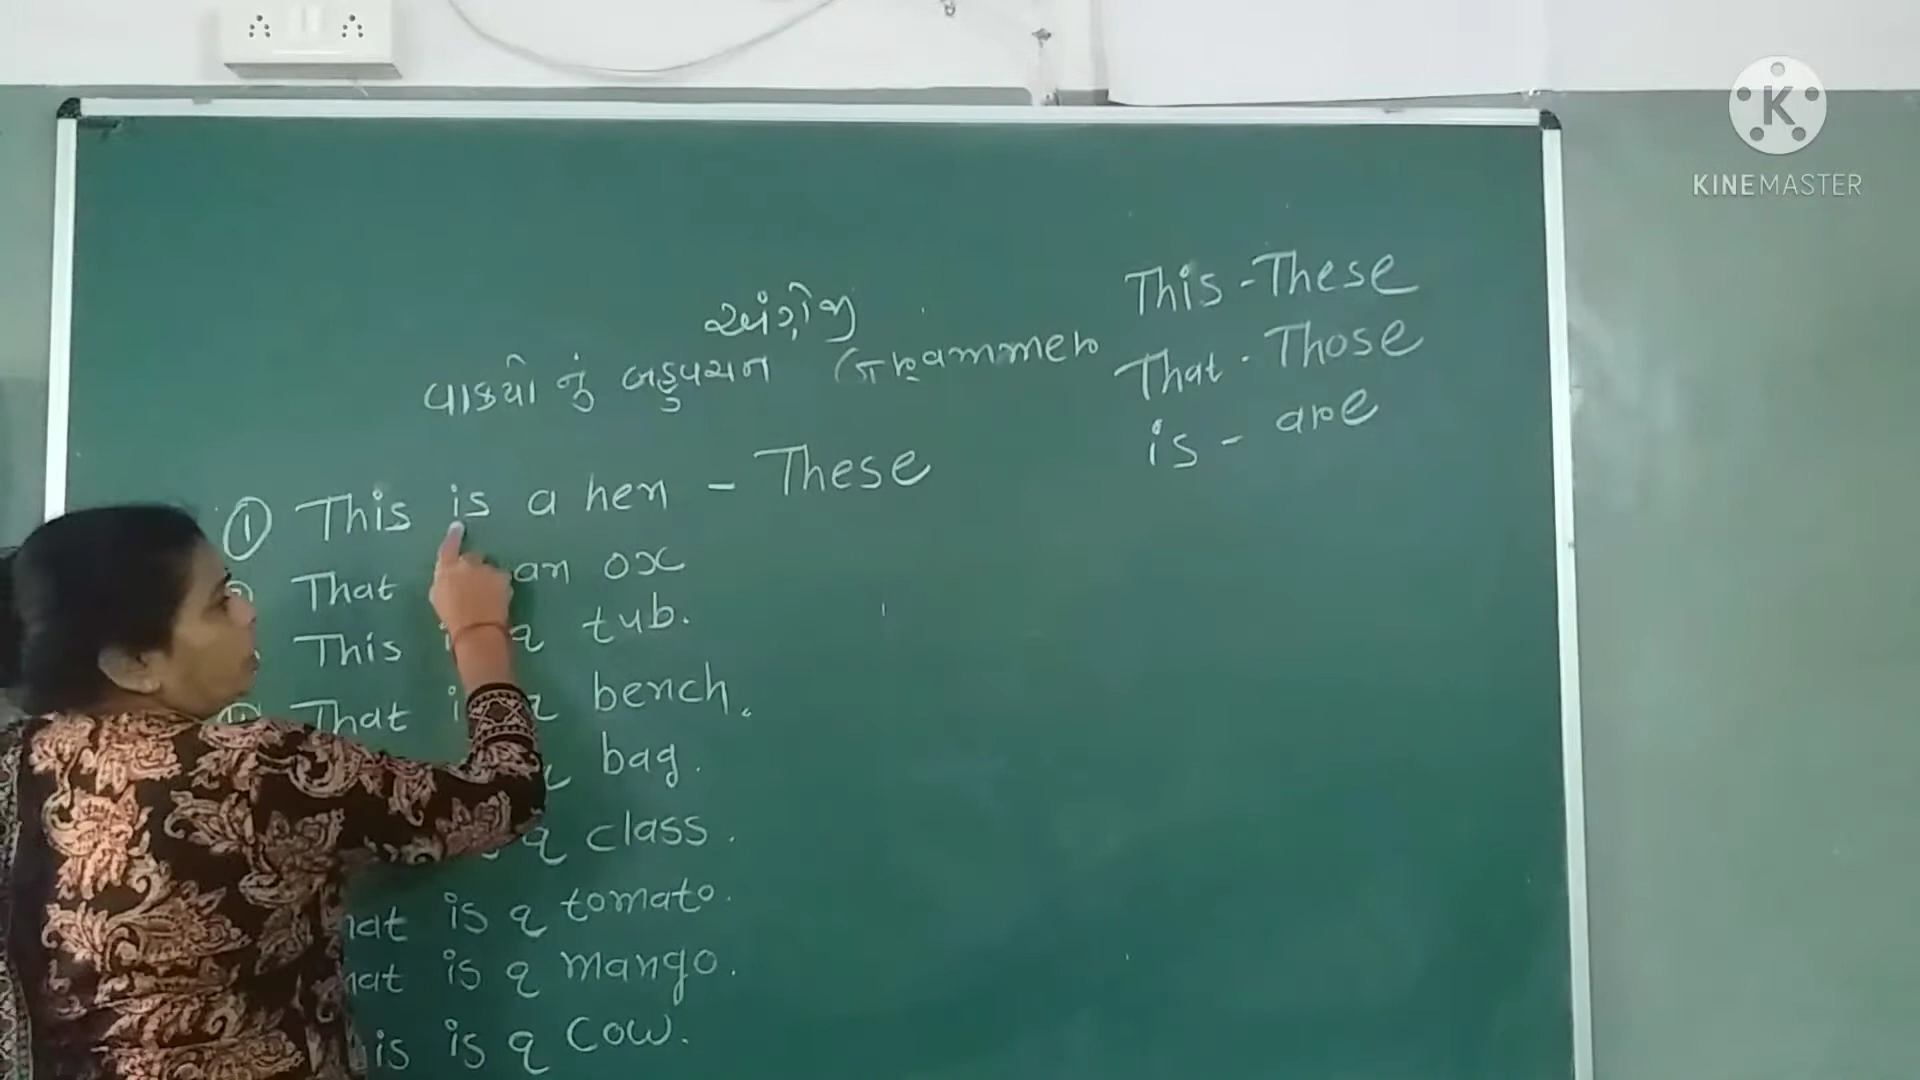 અંગ્રેજી
વાક્યો નું બહુવચન Grammer
This - These
That - Those
is - are
① This is a hen - These
That an ox
This a tub.
That a bench.
bag.
a class.
is a tomato.
is a mango.
is a cow.
KINEMASTER